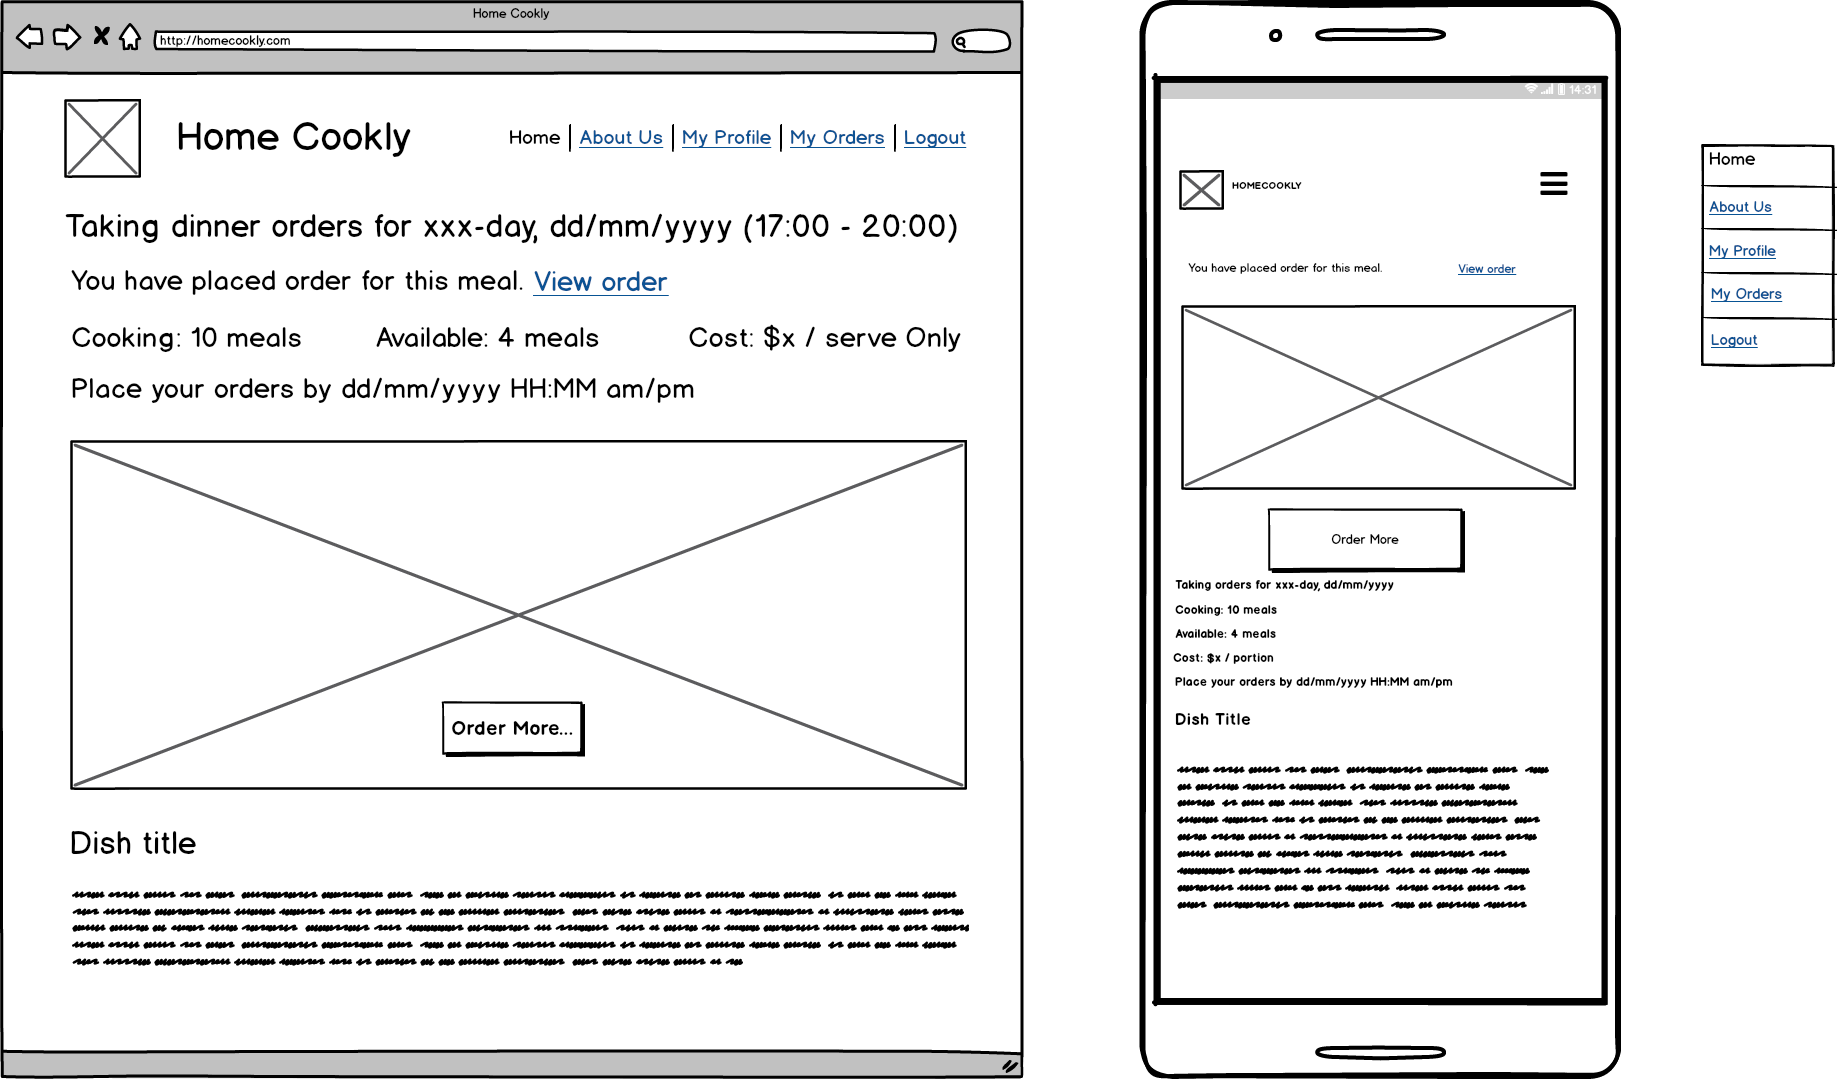 Home Cookly
http://homecookly.com
Home Cookly
Home About Us My Profile My Orders Logout
Taking dinner orders for xxx-day, dd/mm/yyyy (17:00 - 20:00)
You have placed order for this meal. View order
Cooking: 10 meals Available: 4 meals Cost: $x / serve Only
Place your orders by dd/mm/yyyy HH:MM am/pm
Order More...
Dish title
14:31
HOMECOOKLY
You have placed order for this meal. View order
Order More
Taking orders for xxx-day, dd/mm/yyyy
Cooking: 10 meals
Available: 4 meals
Cost: $x / portion
Place your orders by dd/mm/yyyy HH:MM am/pm
Dish Title
Home
About Us
My Profile
My Orders
Logout